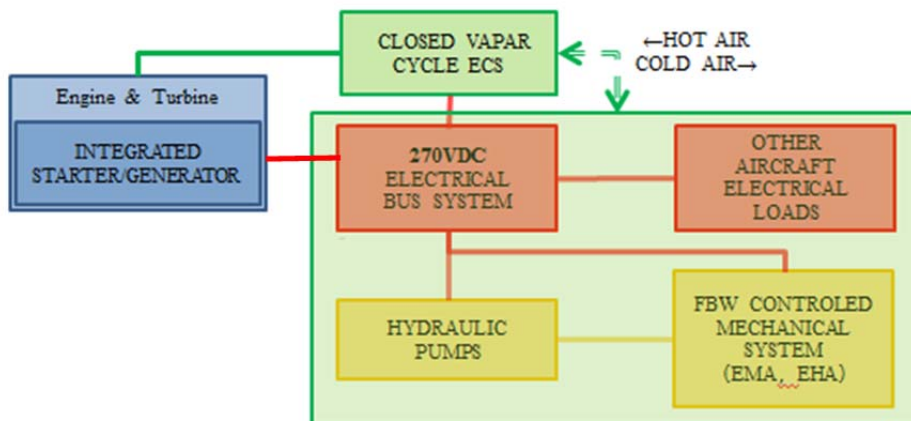 CLOSED VAPAR
CYCLE ECS
←HOT AIR
COLD AIR→
Engine & Turbine
INTEGRATED
STARTER/GENERATOR
270VDC
ELECTRICAL
BUS SYSTEM
OTHER
AIRCRAFT
ELECTRICAL
LOADS
HYDRAULIC
PUMPS
FBW CONTROLED
MECHANICAL
SYSTEM
(EMA, EHA)